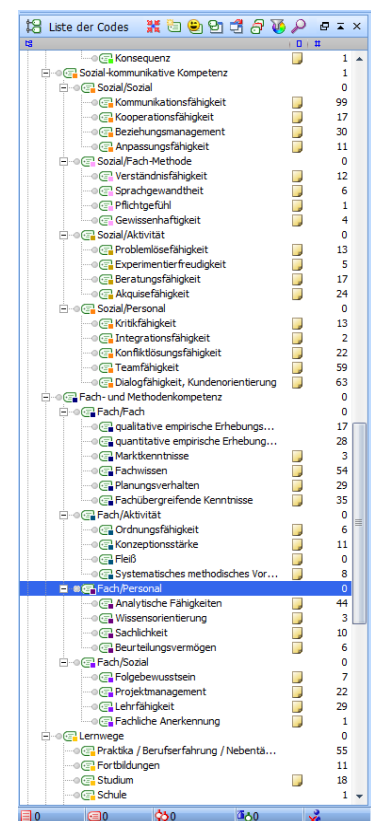 Liste der Codes
Konsequenz 1
Sozial-kommunikative Kompetenz 1
Sozial/Sozial 0
Kommunikationsfähigkeit 99
Kooperationsfähigkeit 17
Beziehungsmanagement 30
Anpassungsfähigkeit 11
Sozial/Fach-Methode 0
Verständnisfähigkeit 12
Sprachgewandtheit 6
Pflichtgefühl 1
Gewissenhaftigkeit 4
Sozial/Aktivität 0
Problemlösefähigkeit 13
Experimentierfreudigkeit 5
Beratungsfähigkeit 17
Akquisefähigkeit 24
Sozial/Personal 0
Kritikfähigkeit 13
Integrationsfähigkeit 2
Konfliktlösungsfähigkeit 22
Teamfähigkeit 59
Dialogfähigkeit, Kundenorientierung 63
Fach- und Methodenkompetenz 0
Fach/Fach 0
qualitative empirische Erhebungs... 17
quantitative empirische Erhebung... 28
Marktkenntnisse 3
Fachwissen 54
Planungsverhalten 29
Fachübergreifende Kenntnisse 35
Fach/Aktivität 0
Ordnungsfähigkeit 6
Konzeptionsstärke 11
Fleiß 0
Systematisches methodisches Vor... 8
Fach/Personal 0
Analytische Fähigkeiten 44
Wissensorientierung 3
Sachlichkeit 10
Beurteilungsvermögen 6
Fach/Sozial 0
Folgebewusstsein 7
Projektmanagement 22
Lehrfähigkeit 29
Fachliche Anerkennung 1
Lernwege 0
Praktika / Berufserfahrung / Nebentä... 55
Fortbildungen 11
Studium 18
Schule 1
0 0 0 0